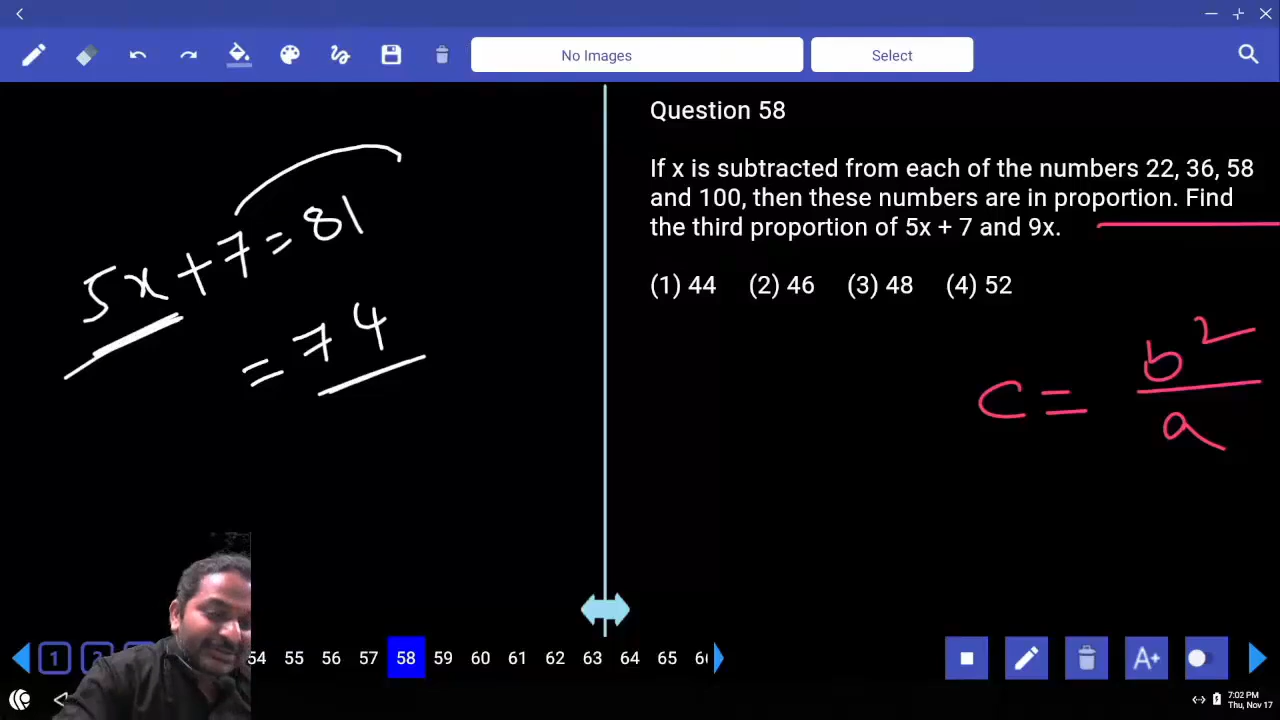 No Images
Select
5x + 7 = 81
= 74
Question 58
If x is subtracted from each of the numbers 22, 36, 58
and 100, then these numbers are in proportion. Find
the third proportion of 5x + 7 and 9x.
(1) 44 (2) 46 (3) 48 (4) 52
c = b²/a
1 54 55 56 57 58 59 60 61 62 63 64 65
A+
7:02 PM
Thu, Nov 17